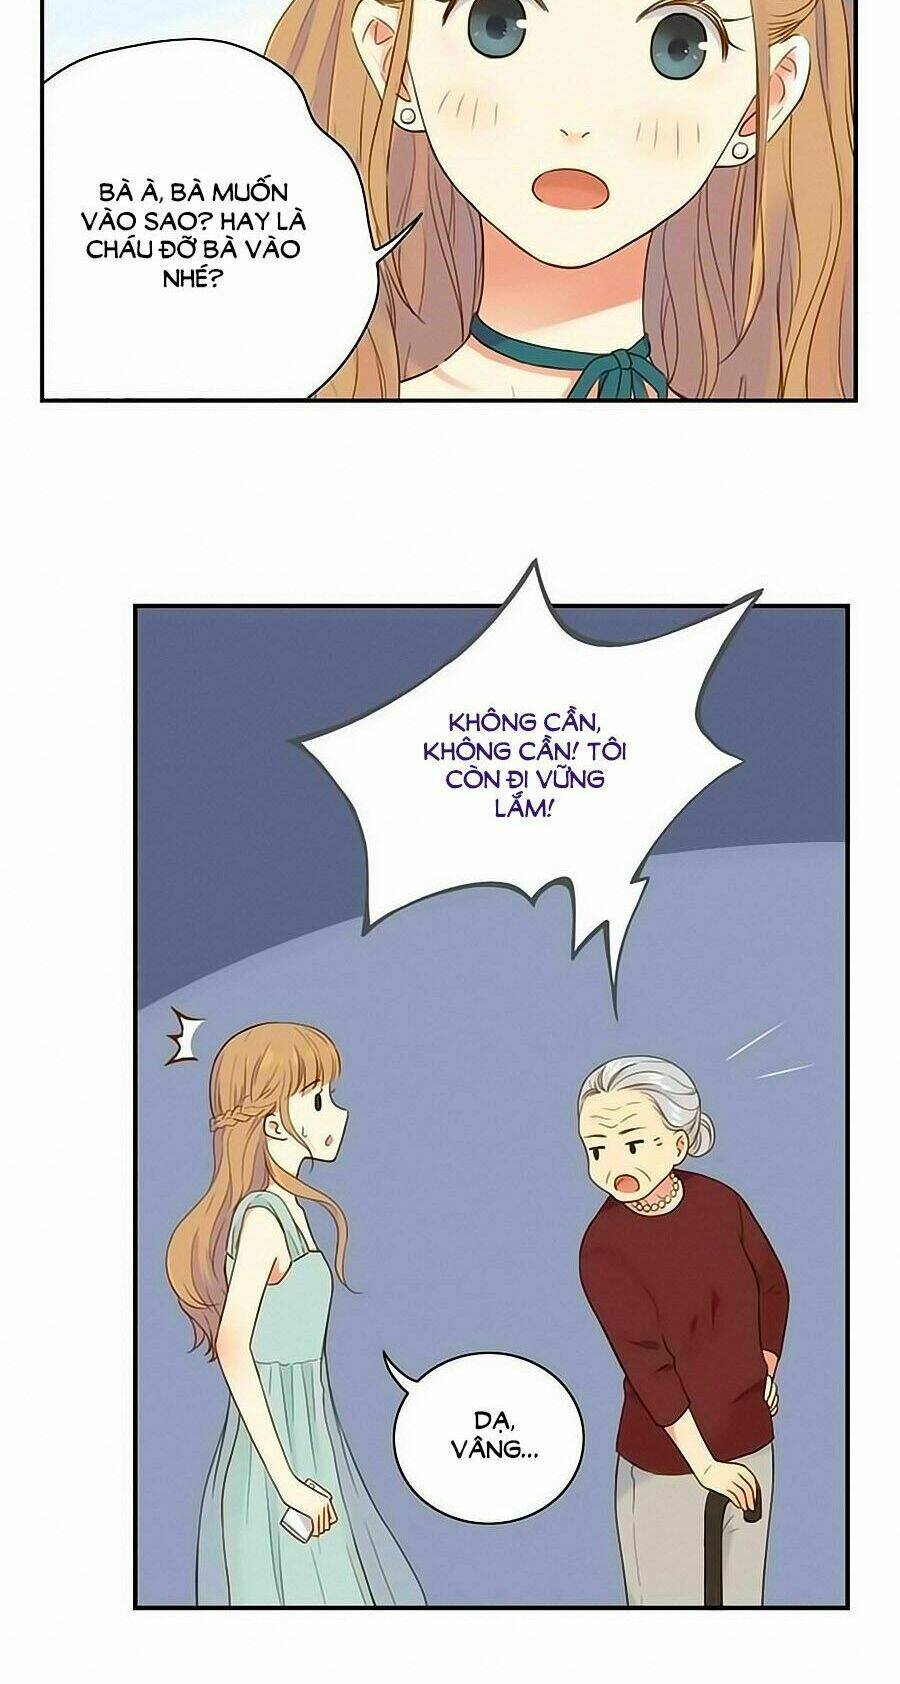 BÀ À, BÀ MUỐN
VÀO SAO? HAY LÀ
CHÁU ĐỠ BÀ VÀO
NHÉ?
KHÔNG CẦN,
KHÔNG CẦN! TÔI
CÒN ĐI VỮNG
LẮM!
DẠ,
VÂNG...